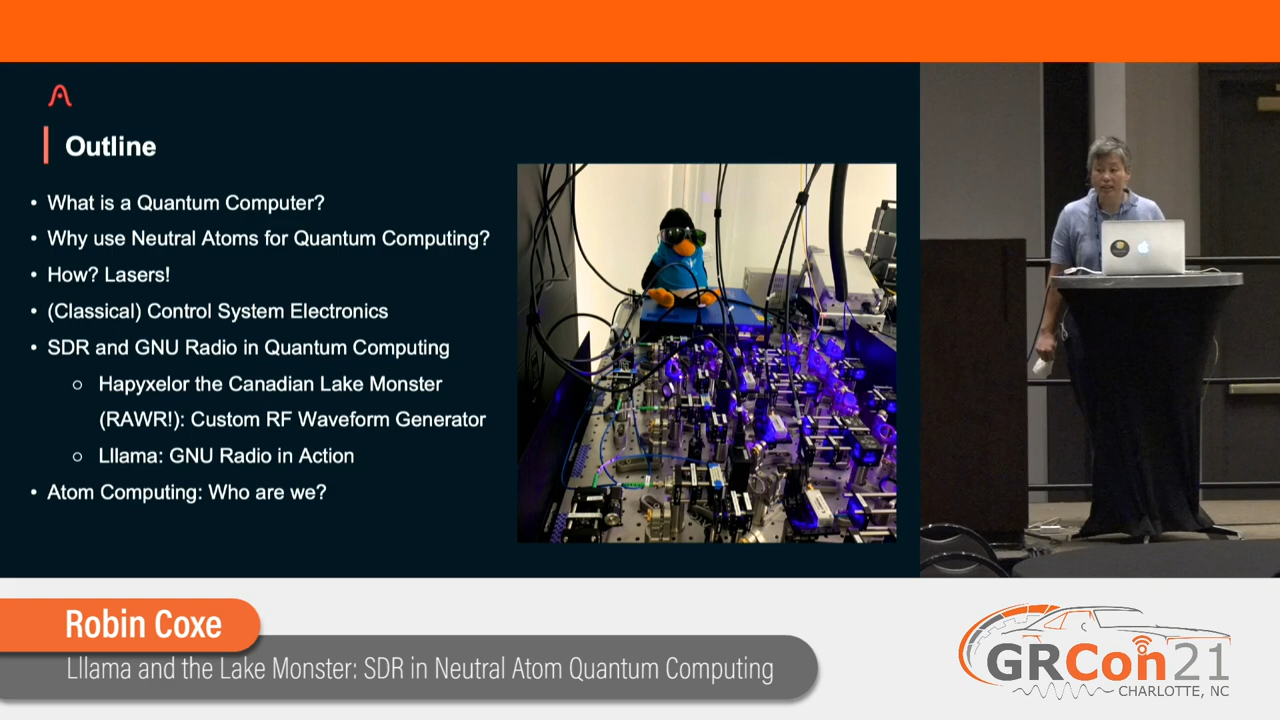 Outline
• What is a Quantum Computer?
• Why use Neutral Atoms for Quantum Computing?
• How? Lasers!
• (Classical) Control System Electronics
• SDR and GNU Radio in Quantum Computing
○ Hapyxelor the Canadian Lake Monster
(RAWR!): Custom RF Waveform Generator
○ Lllama: GNU Radio in Action
• Atom Computing: Who are we?
Robin Coxe
Lllama and the Lake Monster: SDR in Neutral Atom Quantum Computing
GRCon21
CHARLOTTE, NC